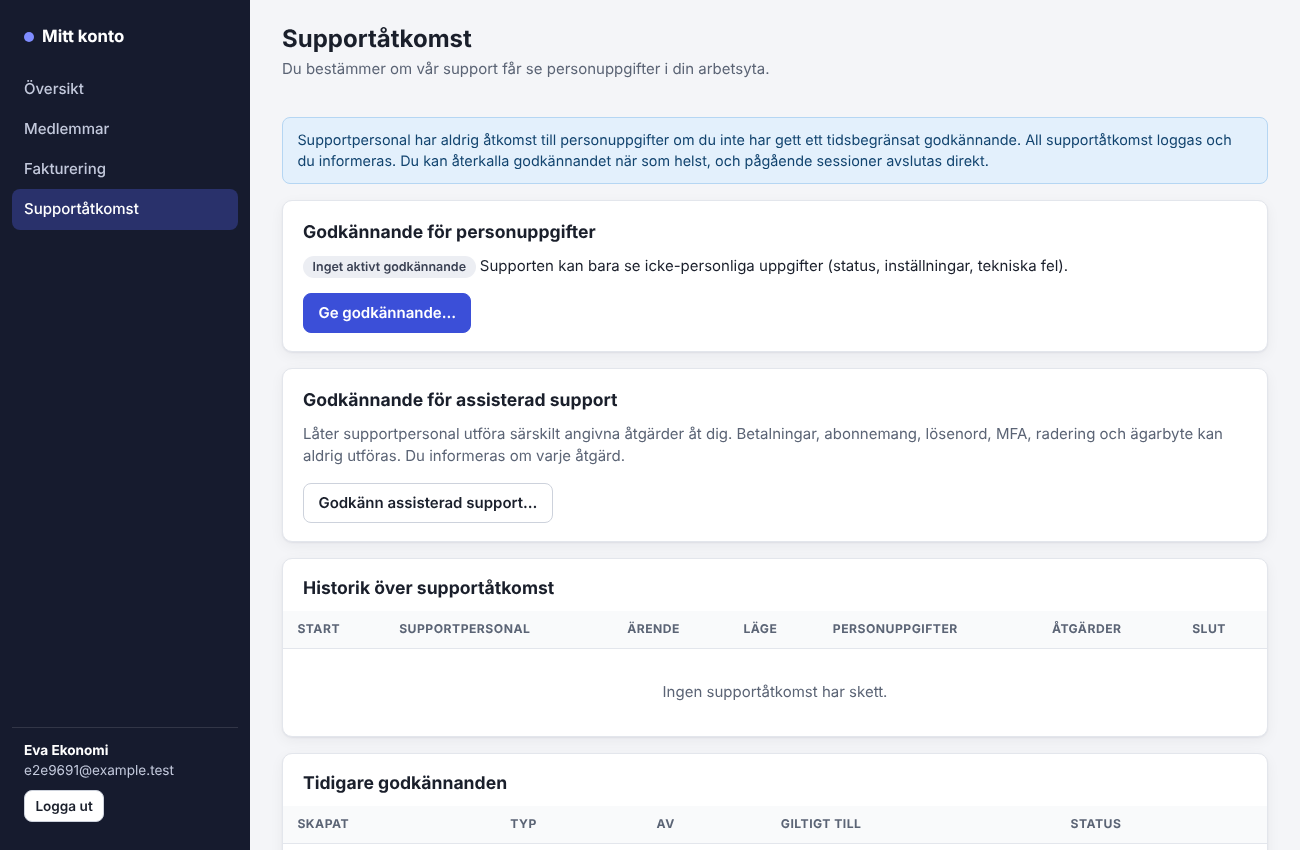 Mitt konto
Översikt
Medlemmar
Fakturering
Supportåtkomst
Eva Ekonomi
e2e9691@example.test
Logga ut
Supportåtkomst
Du bestämmer om vår support får se personuppgifter i din arbetsyta.
Supportpersonal har aldrig åtkomst till personuppgifter om du inte har gett ett tidsbegränsat godkännande. All supportåtkomst loggas och
du informeras. Du kan återkalla godkännandet när som helst, och pågående sessioner avslutas direkt.
Godkännande för personuppgifter
Inget aktivt godkännande Supporten kan bara se icke-personliga uppgifter (status, inställningar, tekniska fel).
Ge godkännande…
Godkännande för assisterad support
Låter supportpersonal utföra särskilt angivna åtgärder åt dig. Betalningar, abonnemang, lösenord, MFA, radering och ägarbyte kan
aldrig utföras. Du informeras om varje åtgärd.
Godkänn assisterad support…
Historik över supportåtkomst
START SUPPORTPERSONAL ÄRENDE LÄGE PERSONUPPGIFTER ÅTGÄRDER SLUT
Ingen supportåtkomst har skett.
Tidigare godkännanden
SKAPAT TYP AV GILTIGT TILL STATUS